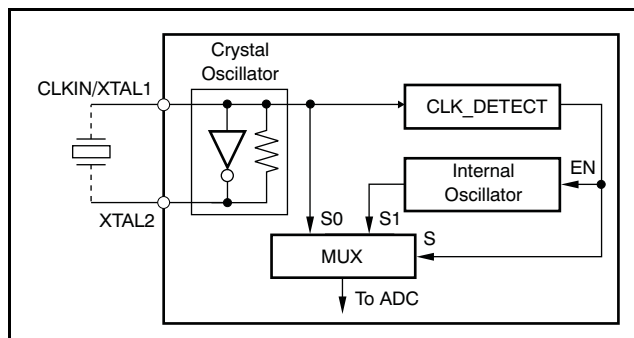 Crystal
Oscillator
CLKIN/XTAL1
CLK_DETECT
Internal
Oscillator
EN
XTAL2
S0
S1
S
MUX
To ADC